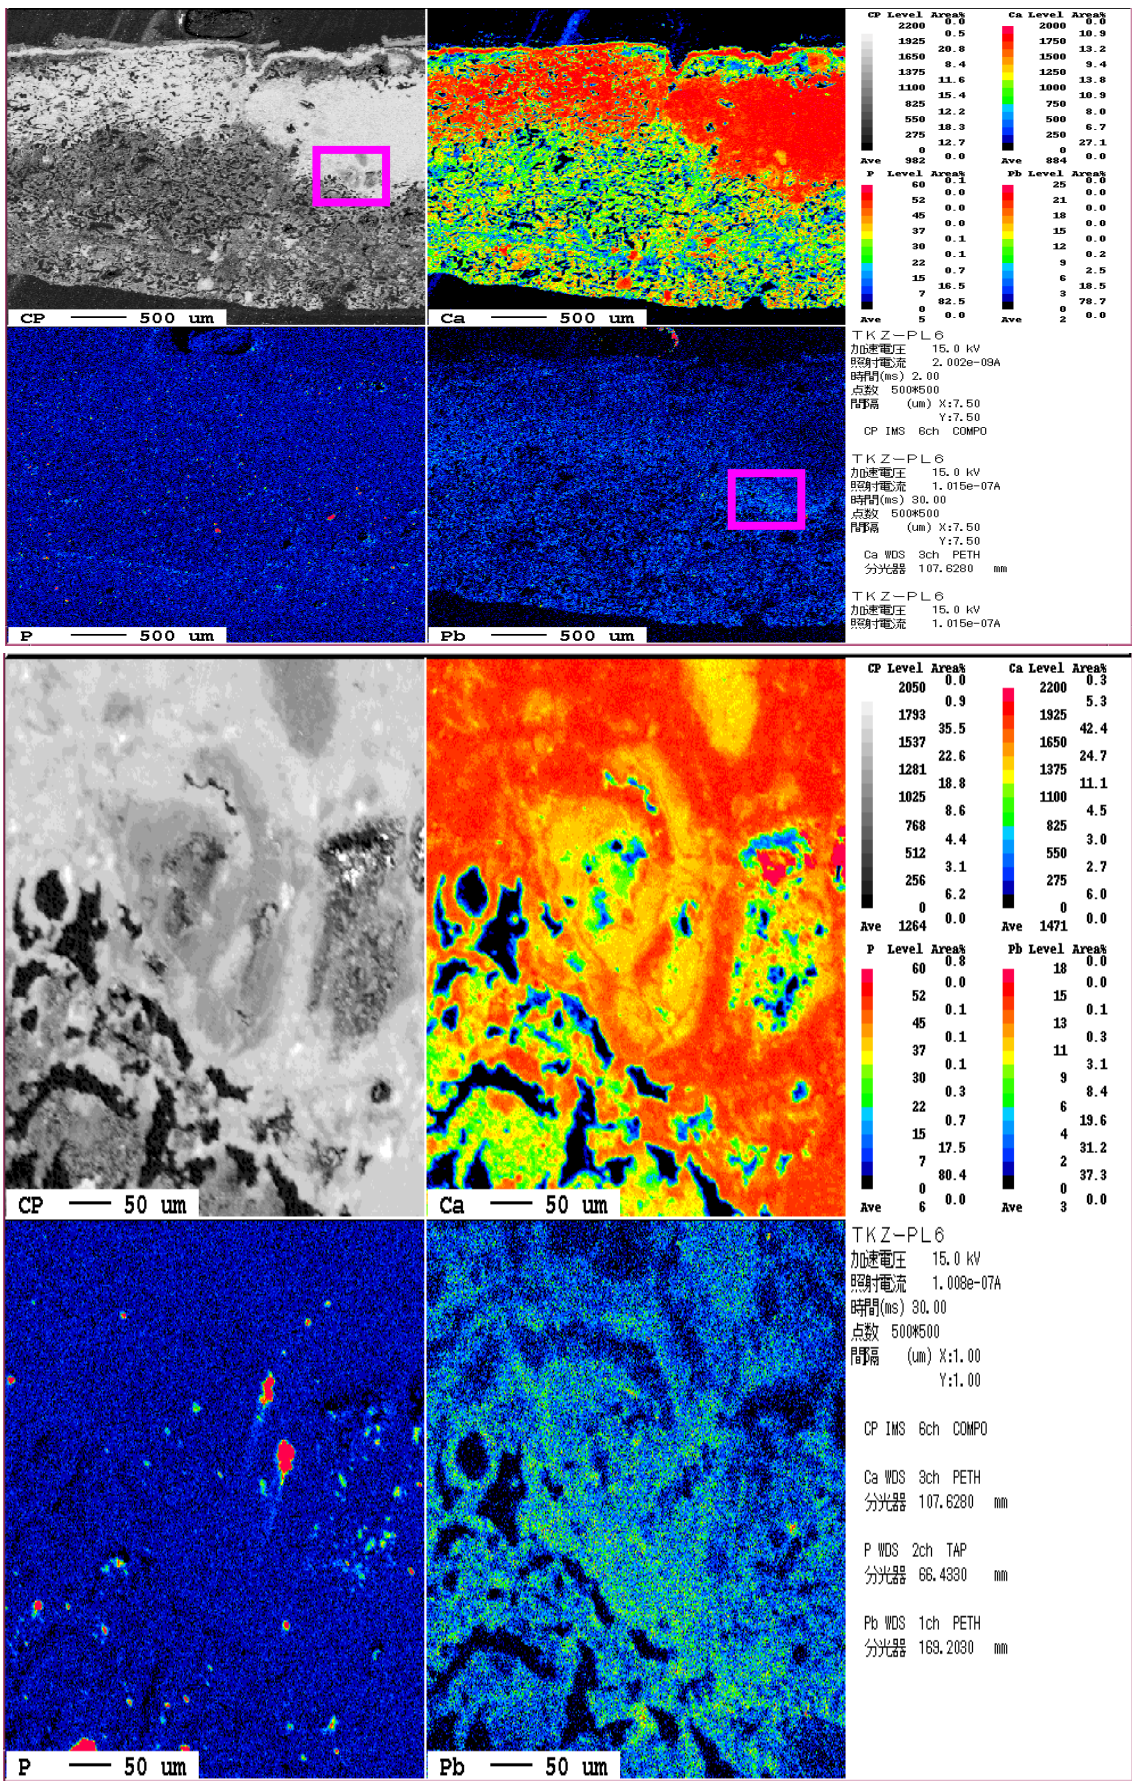 CP Level Area%
2200 0.0
1925 0.5
1650 20.8
1375 8.4
1100 11.6
825 15.4
550 12.2
275 18.3
0 12.7
Ave 982 0.0
Ca Level Area%
2000 0.0
1750 10.9
1500 13.2
1250 9.4
1000 13.8
750 10.9
500 8.0
250 6.7
0 27.1
Ave 884 0.0
P Level Area%
60 0.1
52 0.0
45 0.0
37 0.0
30 0.1
22 0.1
15 0.7
7 16.5
0 82.5
Ave 5 0.0
Pb Level Area%
25 0.0
21 0.0
18 0.0
15 0.0
12 0.0
9 0.2
6 2.5
3 18.5
0 78.7
Ave 2 0.0
CP 500 um
Ca 500 um
P 500 um
Pb 500 um
TKZ-PL6
加速電圧 15.0 kV
照射電流 2.002e-09A
時間(ms) 2.00
点数 500*500
間隔 (um) X:7.50
Y:7.50
CP IMS 6ch COMPO
TKZ-PL6
加速電圧 15.0 kV
照射電流 1.015e-07A
時間(ms) 30.00
点数 500*500
間隔 (um) X:7.50
Y:7.50
Ca WDS 3ch PETH
分光器 107.6280 mm
TKZ-PL6
加速電圧 15.0 kV
照射電流 1.015e-07A
CP Level Area%
2050 0.0
1793 0.9
1537 35.5
1281 22.6
1025 18.8
768 8.6
512 4.4
256 3.1
0 6.2
Ave 1264 0.0
Ca Level Area%
2200 0.3
1925 5.3
1650 42.4
1375 24.7
1100 11.1
825 4.5
550 3.0
275 2.7
0 6.0
Ave 1471 0.0
P Level Area%
60 0.8
52 0.0
45 0.1
37 0.1
30 0.1
22 0.3
15 0.7
7 17.5
0 80.4
Ave 6 0.0
Pb Level Area%
18 0.0
15 0.0
13 0.1
11 0.3
9 3.1
6 8.4
4 19.6
2 31.2
0 37.3
Ave 3 0.0
CP 50 um
Ca 50 um
P 50 um
Pb 50 um
TKZ-PL6
加速電圧 15.0 kV
照射電流 1.008e-07A
時間(ms) 30.00
点数 500*500
間隔 (um) X:1.00
Y:1.00
CP IMS 6ch COMPO
Ca WDS 3ch PETH
分光器 107.6280 mm
P WDS 2ch TAP
分光器 66.4330 mm
Pb WDS 1ch PETH
分光器 169.2030 mm